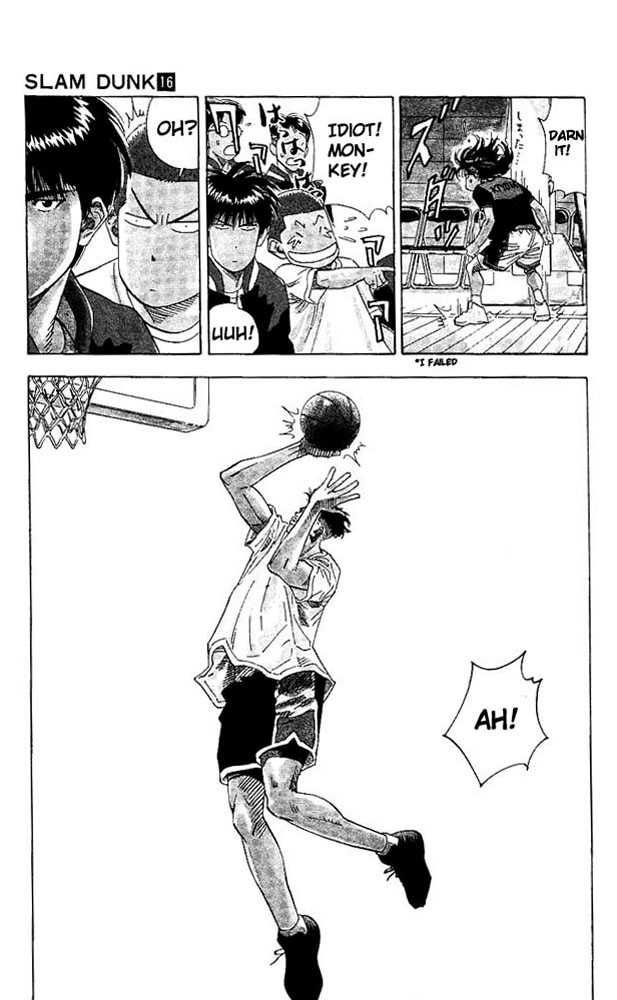 SLAM DUNK 16
DARN
IT!
*I FAILED
IDIOT!
MON-
KEY!
UUH!
OH?
AH!